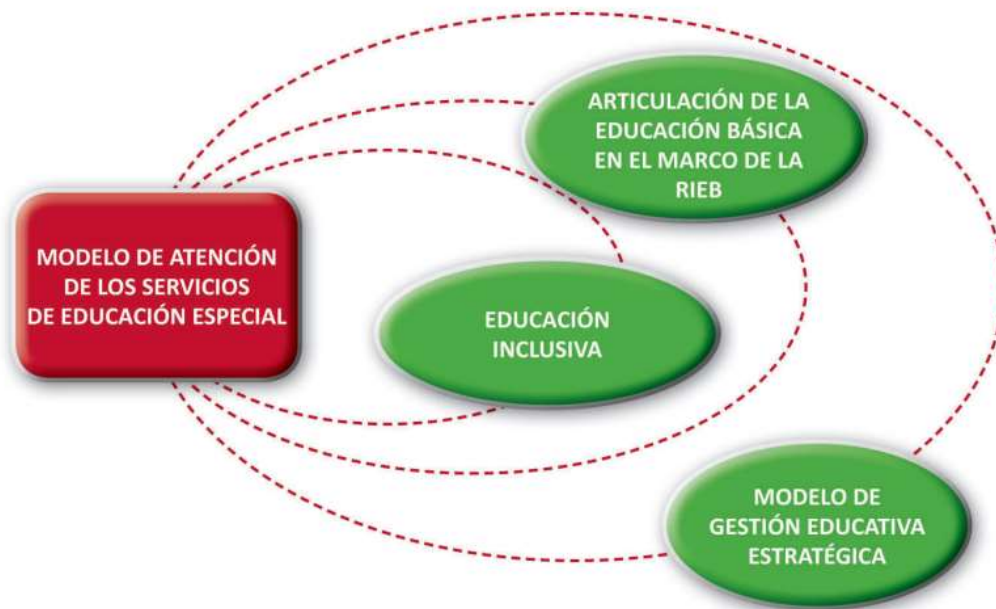 ARTICULACIÓN DE LA
EDUCACIÓN BÁSICA
EN EL MARCO DE LA
RIEB
MODELO DE ATENCIÓN
DE LOS SERVICIOS
DE EDUCACIÓN ESPECIAL
EDUCACIÓN
INCLUSIVA
MODELO DE
GESTIÓN EDUCATIVA
ESTRATÉGICA